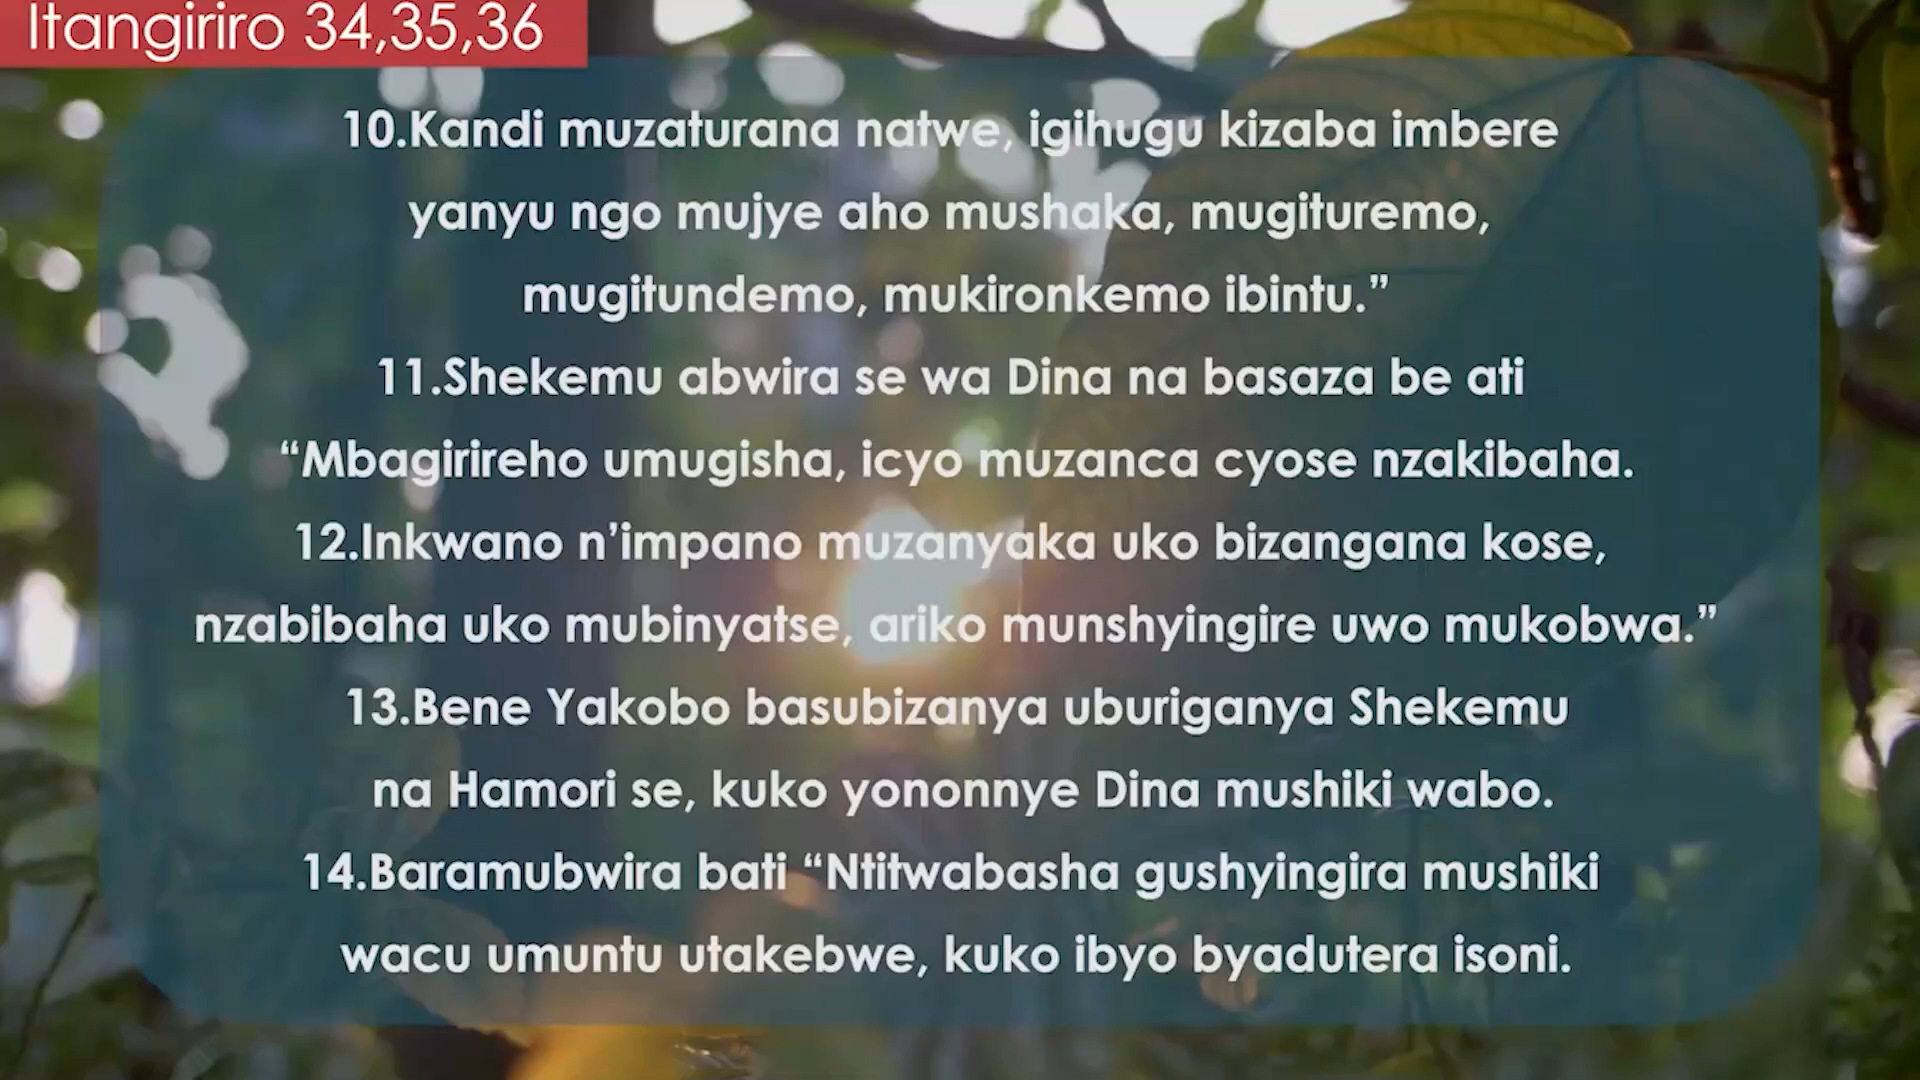 Itangiriro 34,35,36
10.Kandi muzaturana natwe, igihugu kizaba imbere
yanyu ngo mujye aho mushaka, mugituremo,
mugitundemo, mukironkemo ibintu.”
11.Shekemu abwira se wa Dina na basaza be ati
“Mbagirireho umugisha, icyo muzanca cyose nzakibaha.
12.Inkwano n’impano muzanyaka uko bizangana kose,
nzabibaha uko mubinyatse, ariko munshyingire uwo mukobwa.”
13.Bene Yakobo basubizanya uburiganya Shekemu
na Hamori se, kuko yononnye Dina mushiki wabo.
14.Baramubwira bati “Ntitwabasha gushyingira mushiki
wacu umuntu utakebwe, kuko ibyo byadutera isoni.